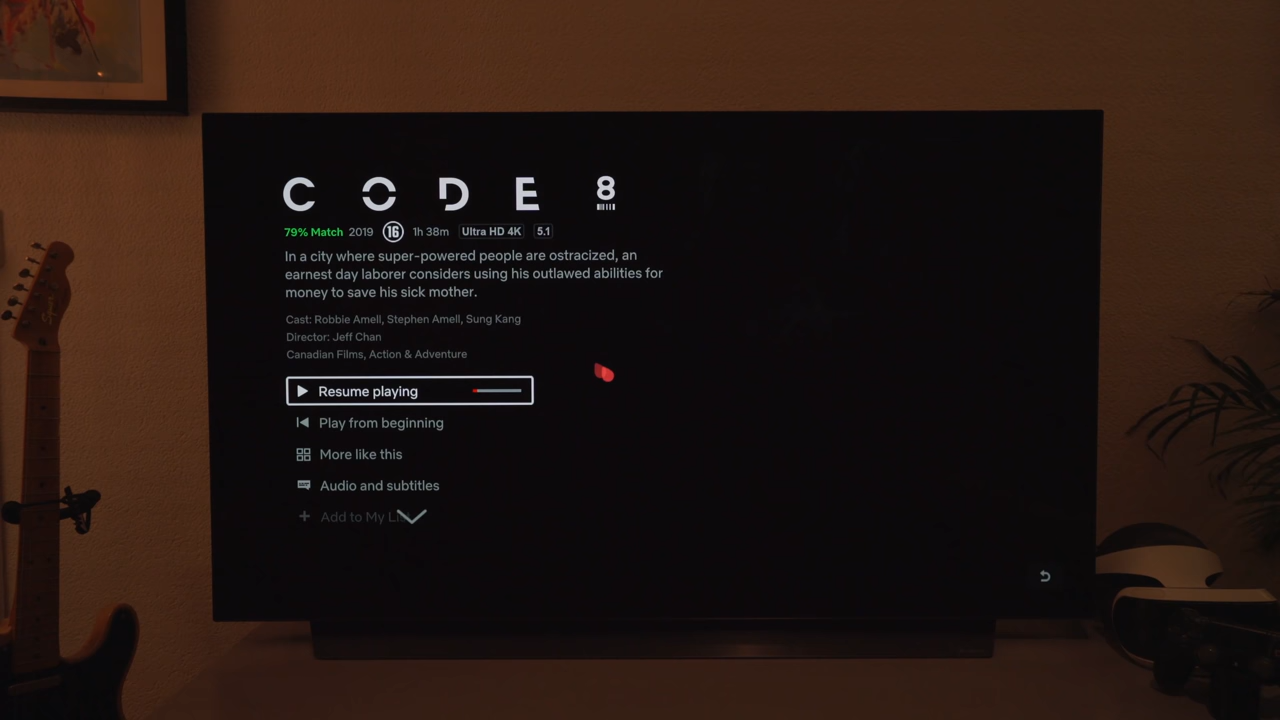 CODE 8
79% Match 2019 16 1h 38m Ultra HD 4K 5.1
In a city where super-powered people are ostracized, an
earnest day laborer considers using his outlawed abilities for
money to save his sick mother.
Cast: Robbie Amell, Stephen Amell, Sung Kang
Director: Jeff Chan
Canadian Films, Action & Adventure
Resume playing
Play from beginning
More like this
Audio and subtitles
Add to My List